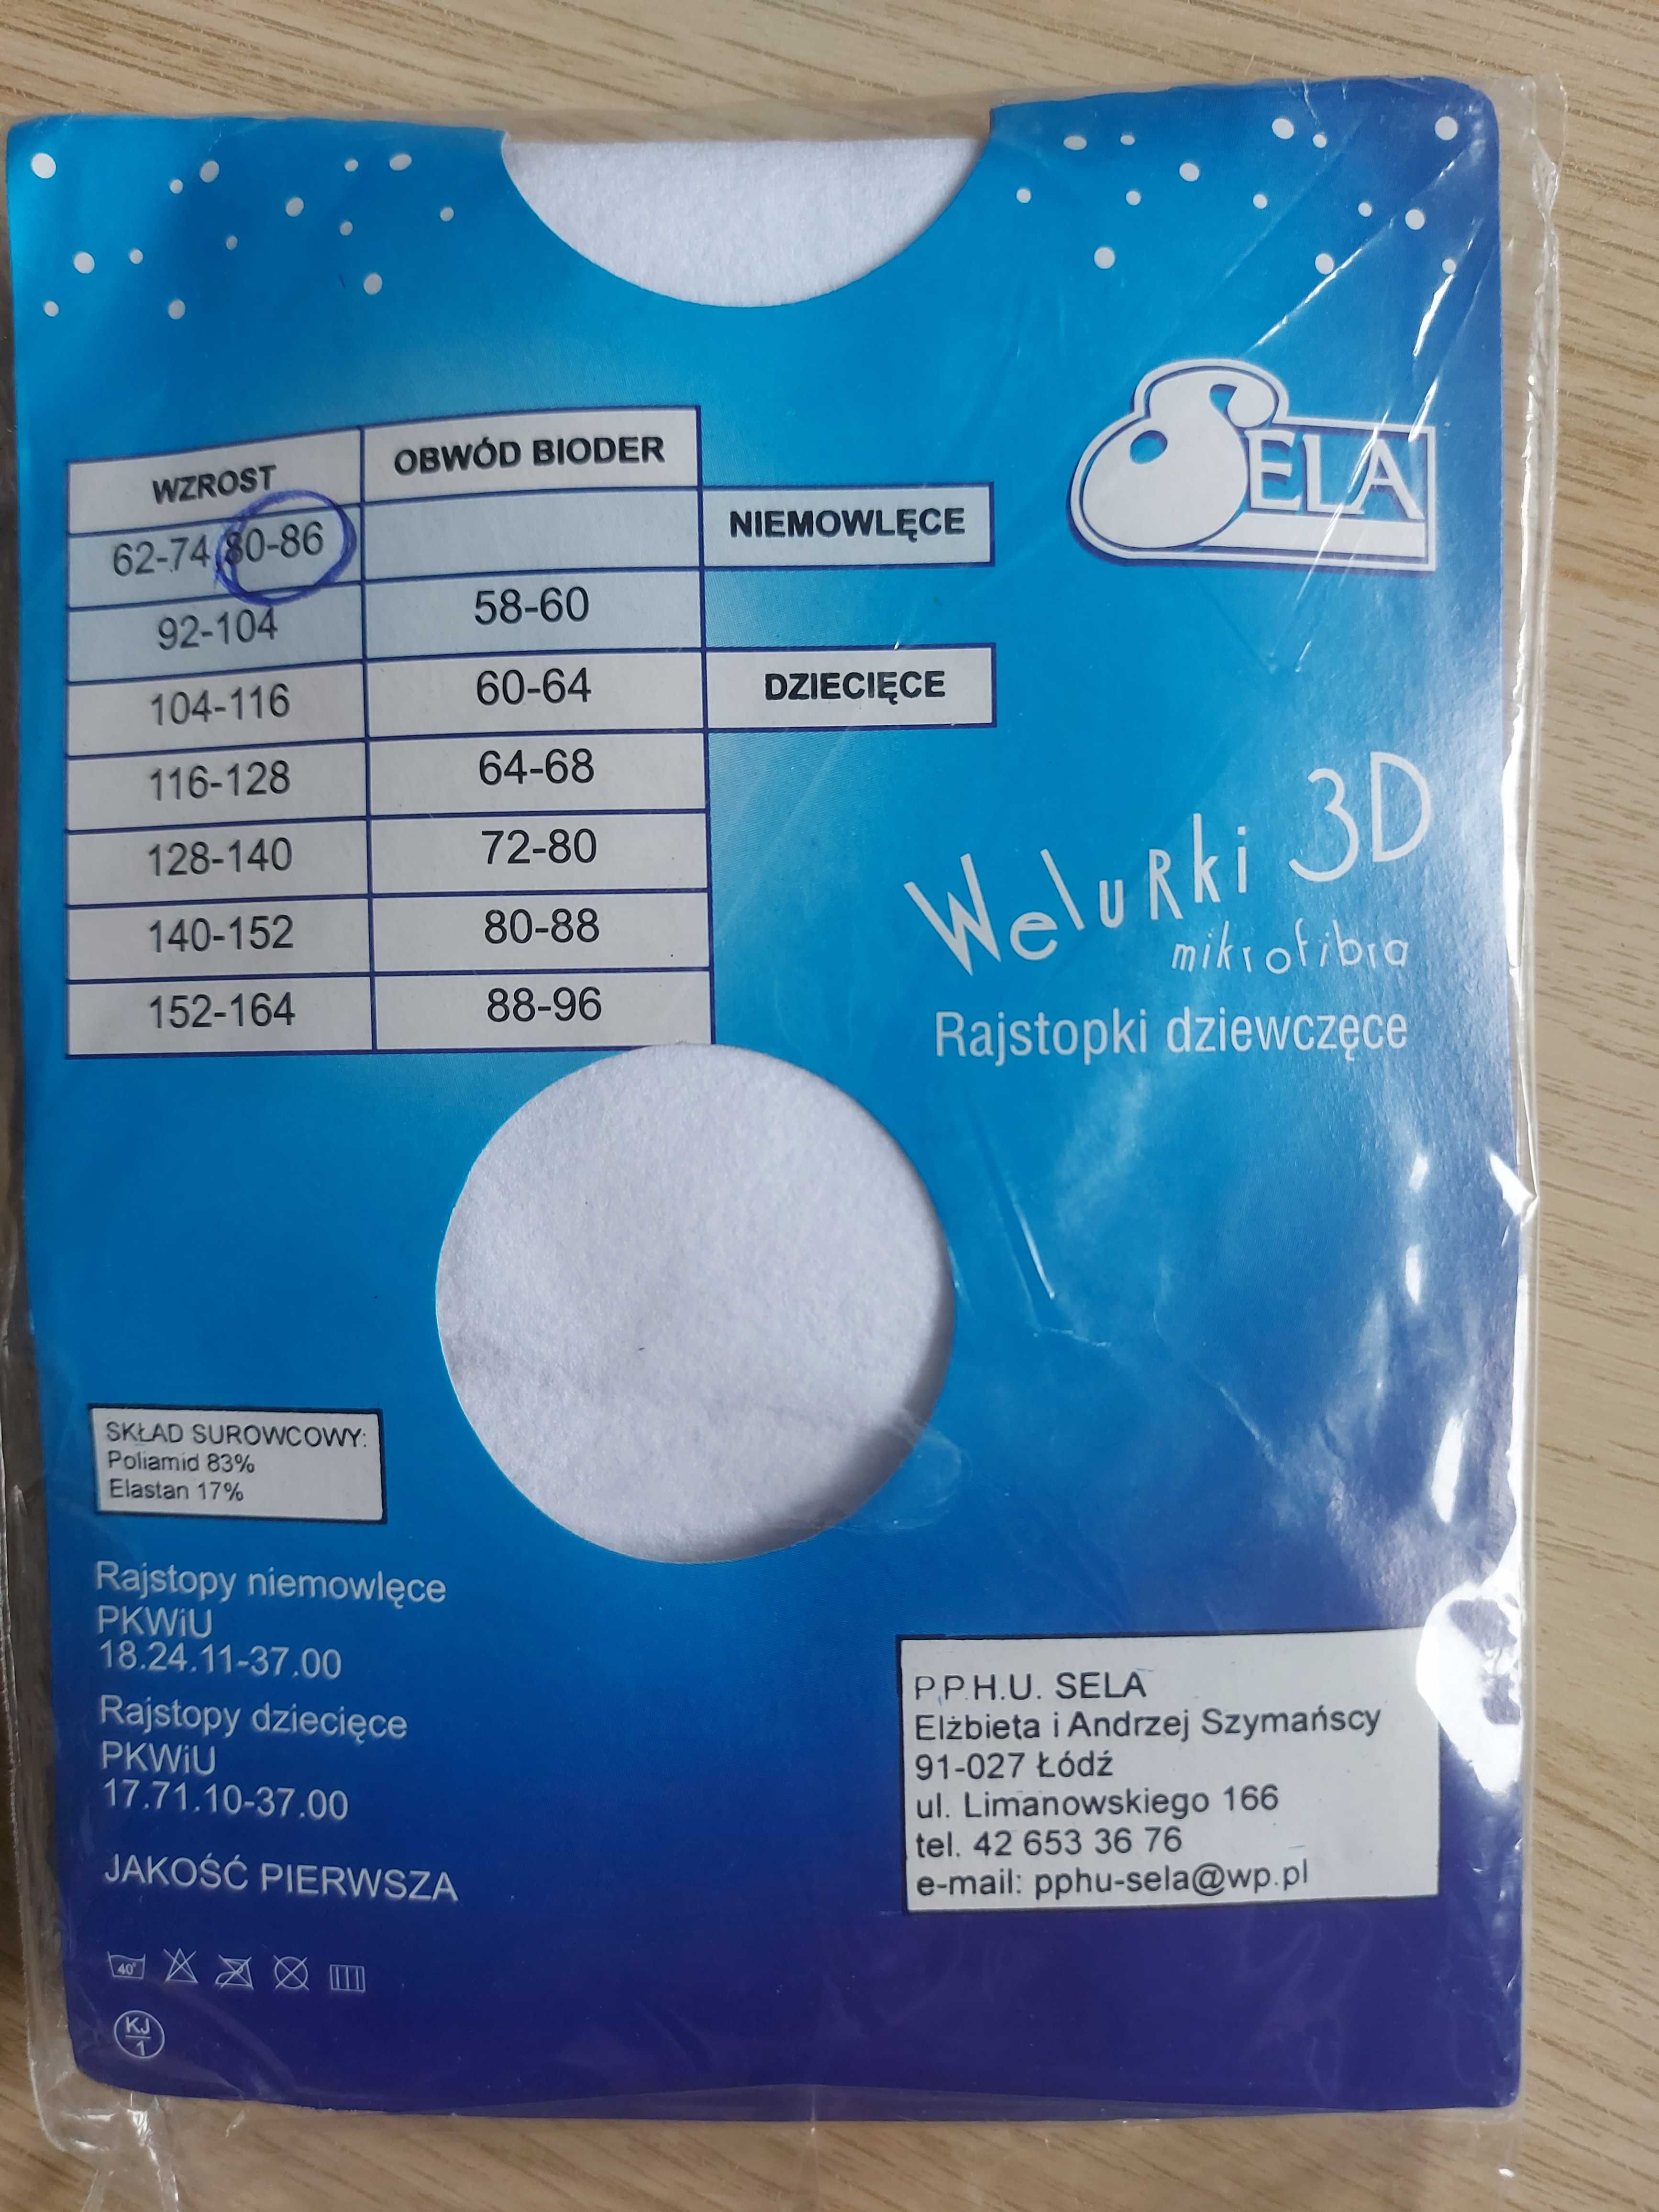 SELA
WZROST OBWÓD BIODER
62-74,80-86 NIEMOWLĘCE
92-104 58-60
104-116 60-64 DZIECIĘCE
116-128 64-68
128-140 72-80
140-152 80-88
152-164 88-96
Welurki 3D
mikrofibra
Rajstopki dziewczęce
SKŁAD SUROWCOWY:
Poliamid 83%
Elastan 17%
Rajstopy niemowlęce
PKWiU
18.24.11-37.00
Rajstopy dziecięce
PKWiU
17.71.10-37.00
JAKOŚĆ PIERWSZA
40°
KJ
1
P.P.H.U. SELA
Elżbieta i Andrzej Szymańscy
91-027 Łódź
ul. Limanowskiego 166
tel. 42 653 36 76
e-mail: pphu-sela@wp.pl